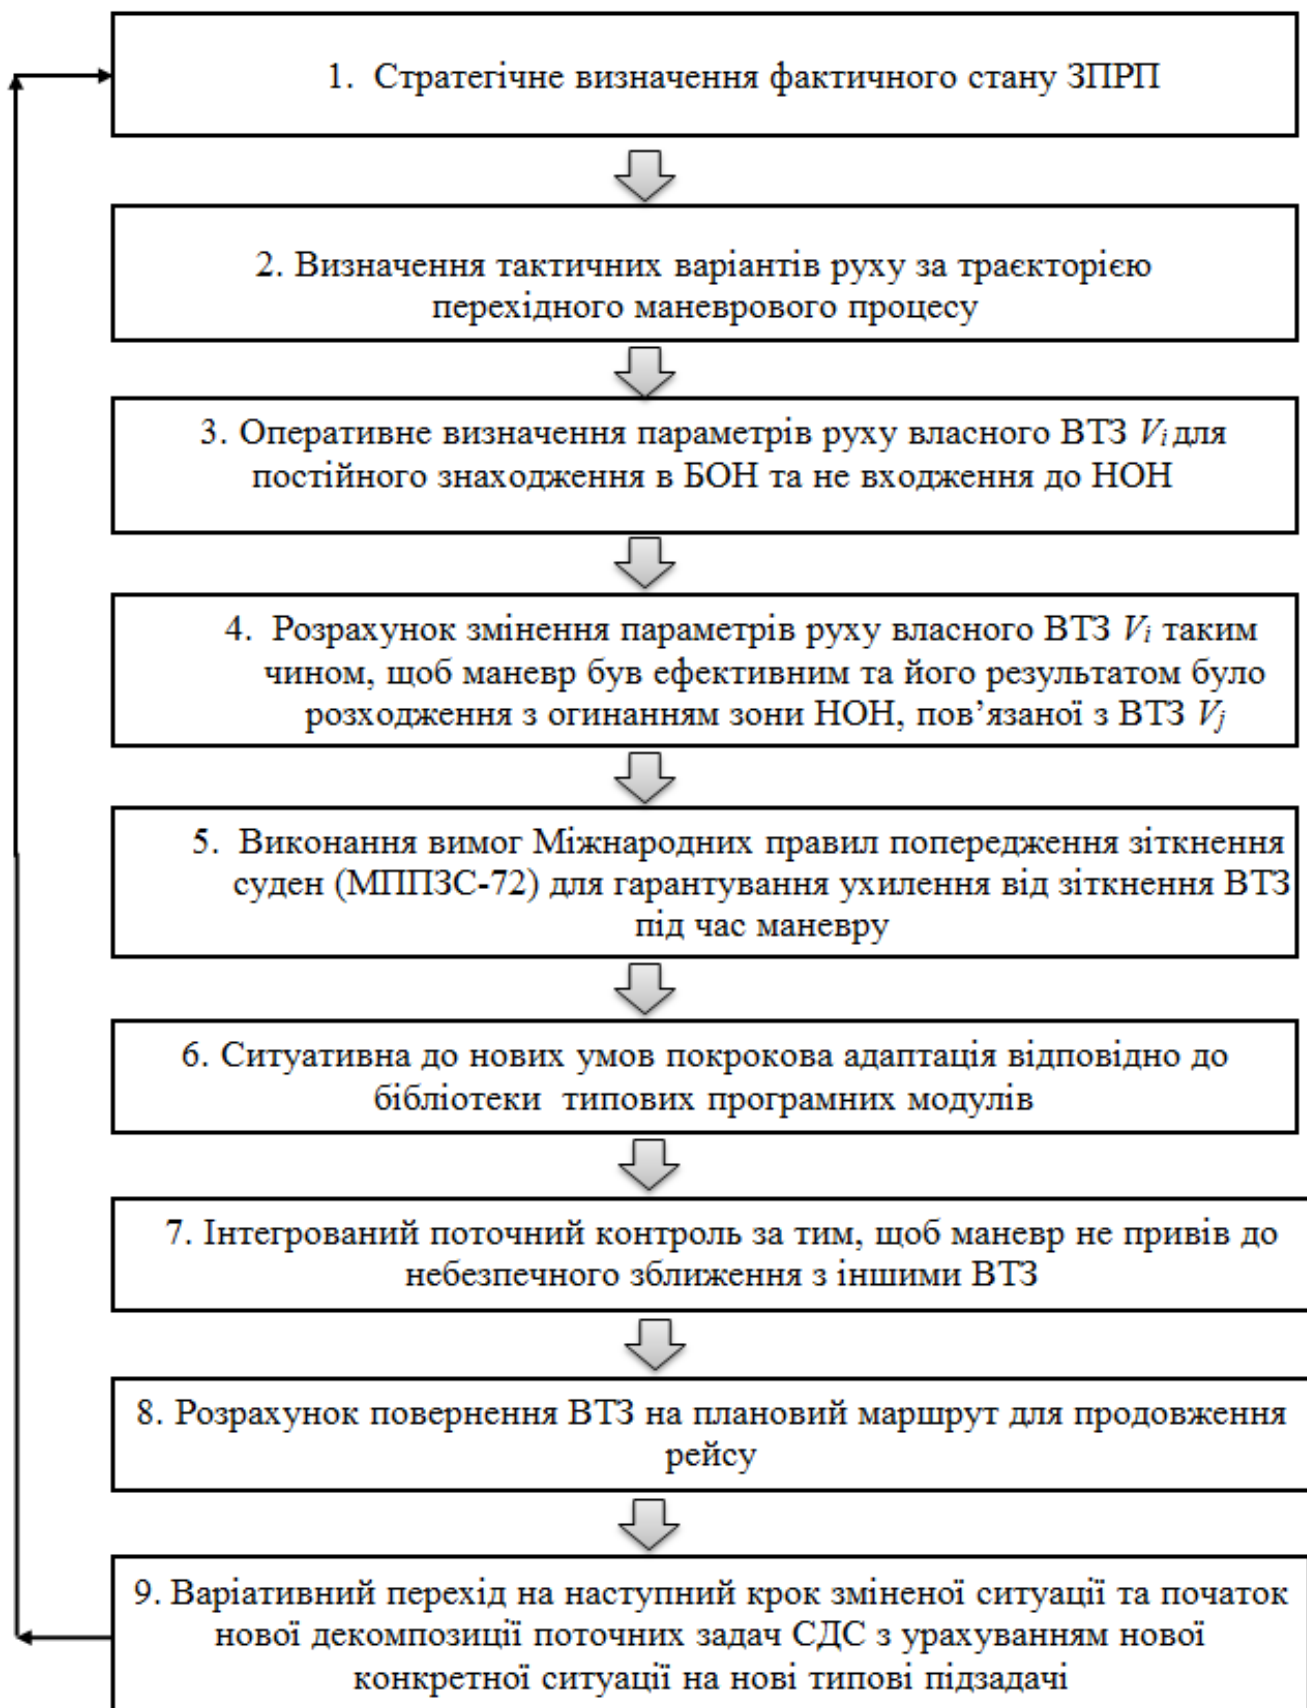 1. Стратегічне визначення фактичного стану ЗПРП
2. Визначення тактичних варіантів руху за траєкторією
перехідного маневрового процесу
3. Оперативне визначення параметрів руху власного ВТЗ Vi для
постійного знаходження в БОН та не входження до НОН
4. Розрахунок змінення параметрів руху власного ВТЗ Vi таким
чином, щоб маневр був ефективним та його результатом було
розходження з огинанням зони НОН, пов’язаної з ВТЗ Vj
5. Виконання вимог Міжнародних правил попередження зіткнення
суден (МППЗС-72) для гарантування ухилення від зіткнення ВТЗ
під час маневру
6. Ситуативна до нових умов покрокова адаптація відповідно до
бібліотеки типових програмних модулів
7. Інтегрований поточний контроль за тим, щоб маневр не привів до
небезпечного зближення з іншими ВТЗ
8. Розрахунок повернення ВТЗ на плановий маршрут для продовження
рейсу
9. Варіативний перехід на наступний крок зміненої ситуації та початок
нової декомпозиції поточних задач СДС з урахуванням нової
конкретної ситуації на нові типові підзадачі